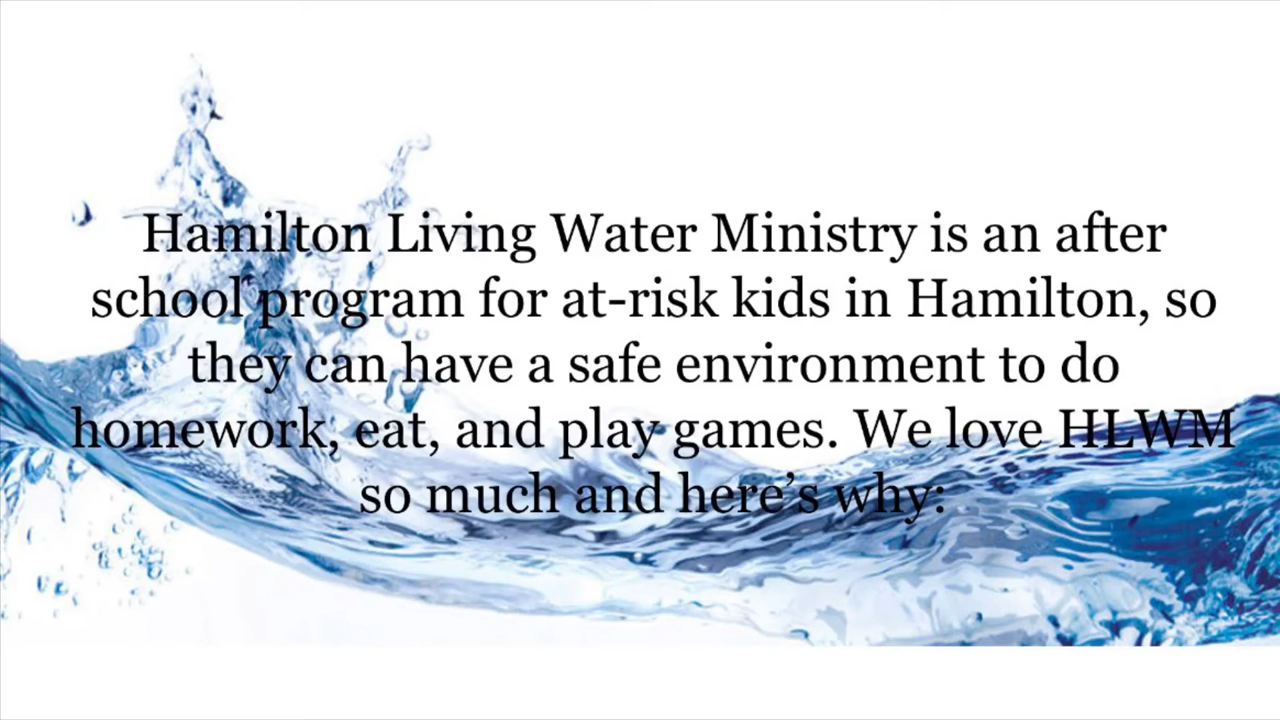 Hamilton Living Water Ministry is an after
school program for at-risk kids in Hamilton, so
they can have a safe environment to do
homework, eat, and play games. We love HLWM
so much and here’s why: